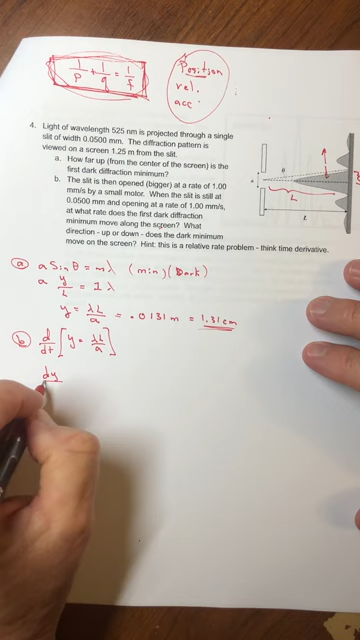 1/p + 1/q = 1/f
Position
vel.
acc.
4. Light of wavelength 525 nm is projected through a single
slit of width 0.0500 mm. The diffraction pattern is
viewed on a screen 1.25 m from the slit.
a. How far up (from the center of the screen) is the
first dark diffraction minimum?
b. The slit is then opened (bigger) at a rate of 1.00
mm/s by a small motor. When the slit is still at
0.0500 mm and opening at a rate of 1.00 mm/s,
at what rate does the first dark diffraction
minimum move along the screen? What
direction - up or down - does the dark minimum
move on the screen? Hint: this is a relative rate problem - think time derivative.
θ
L
(a) a Sin θ = mλ (min) (Dark)
a y/L = 1 λ
y = λL/a = .0131 m = 1.31 cm
(b) d/dt [y = λL/a]
dy